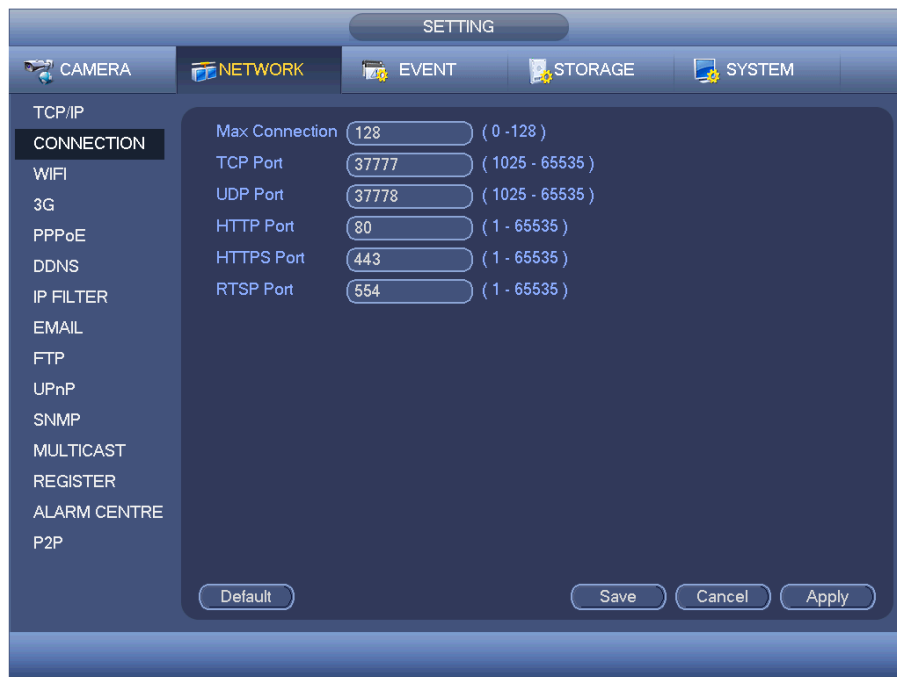 SETTING
CAMERA NETWORK EVENT STORAGE SYSTEM
TCP/IP
CONNECTION
WIFI
3G
PPPoE
DDNS
IP FILTER
EMAIL
FTP
UPnP
SNMP
MULTICAST
REGISTER
ALARM CENTRE
P2P
Max Connection 128 ( 0 -128 )
TCP Port 37777 ( 1025 - 65535 )
UDP Port 37778 ( 1025 - 65535 )
HTTP Port 80 ( 1 - 65535 )
HTTPS Port 443 ( 1 - 65535 )
RTSP Port 554 ( 1 - 65535 )
Default Save Cancel Apply